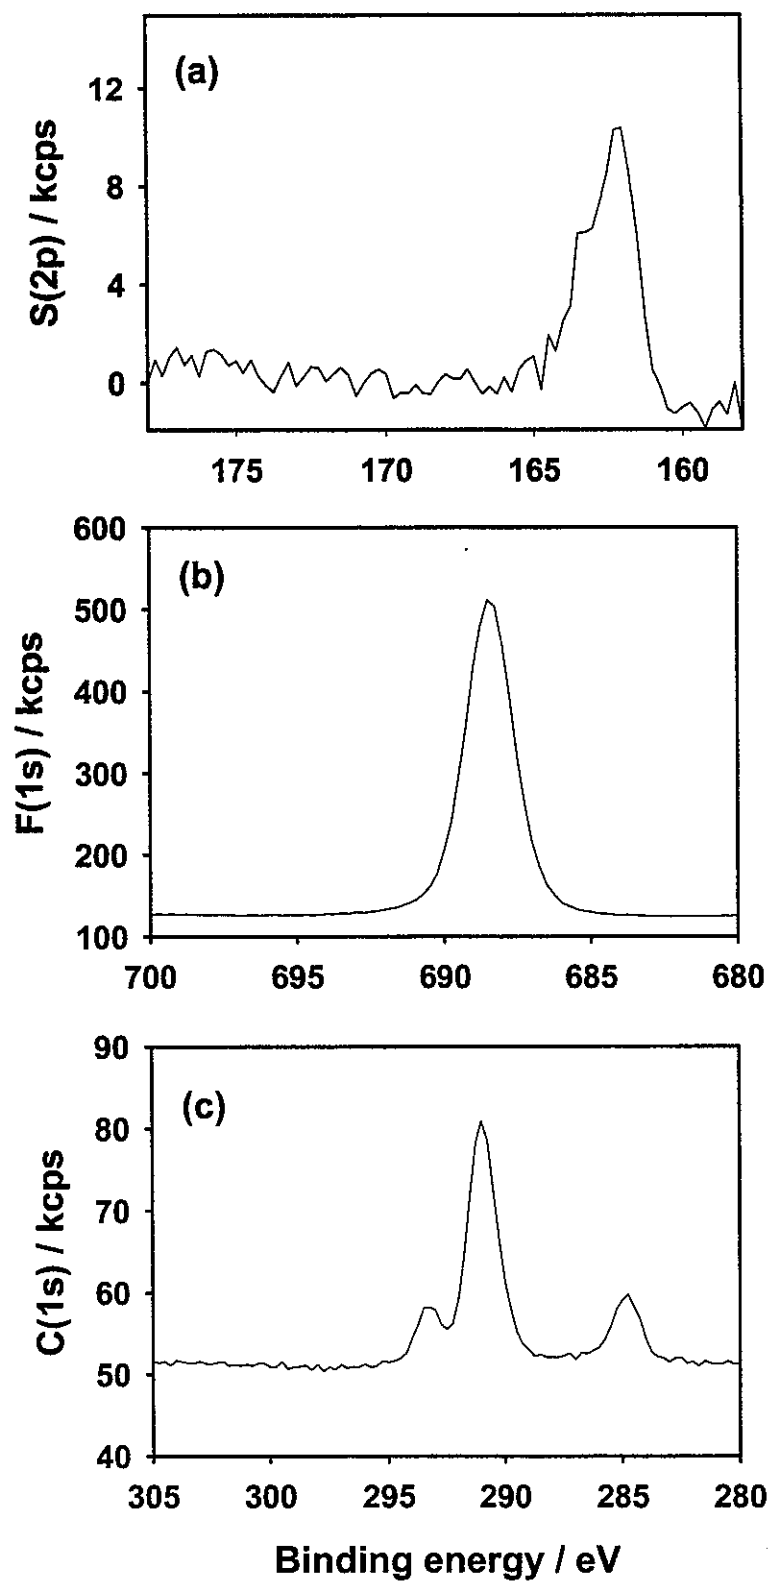 (a)
12
8
4
0
S(2p) / kcps
175 170 165 160
(b)
600
500
400
300
200
100
F(1s) / kcps
700 695 690 685 680
(c)
90
80
70
60
50
40
C(1s) / kcps
305 300 295 290 285 280
Binding energy / eV